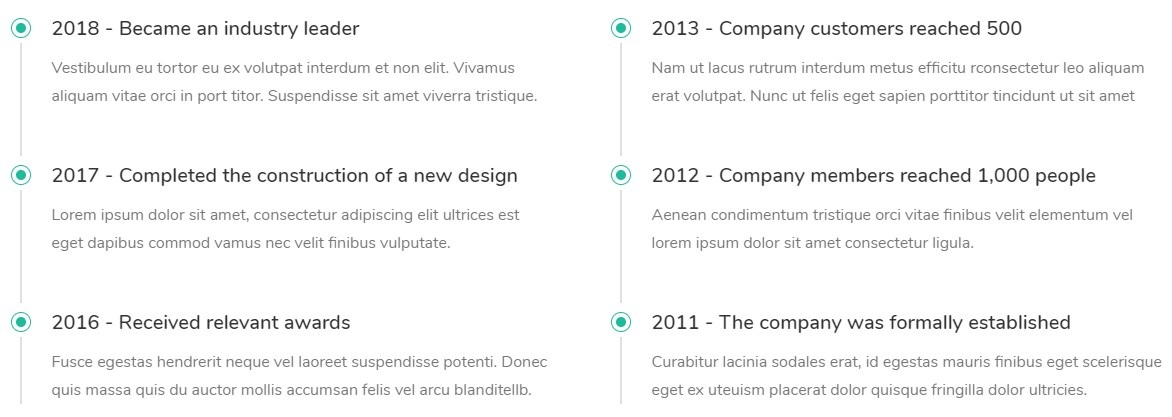 2018 - Became an industry leader
Vestibulum eu tortor eu ex volutpat interdum et non elit. Vivamus
aliquam vitae orci in port titor. Suspendisse sit amet viverra tristique.
2017 - Completed the construction of a new design
Lorem ipsum dolor sit amet, consectetur adipiscing elit ultrices est
eget dapibus commod vamus nec velit finibus vulputate.
2016 - Received relevant awards
Fusce egestas hendrerit neque vel laoreet suspendisse potenti. Donec
quis massa quis du auctor mollis accumsan felis vel arcu blanditellb.
2013 - Company customers reached 500
Nam ut lacus rutrum interdum metus efficitu rconsectetur leo aliquam
erat volutpat. Nunc ut felis eget sapien porttitor tincidunt ut sit amet
2012 - Company members reached 1,000 people
Aenean condimentum tristique orci vitae finibus velit elementum vel
lorem ipsum dolor sit amet consectetur ligula.
2011 - The company was formally established
Curabitur lacinia sodales erat, id egestas mauris finibus eget scelerisque
eget ex uteuism placerat dolor quisque fringilla dolor ultricies.